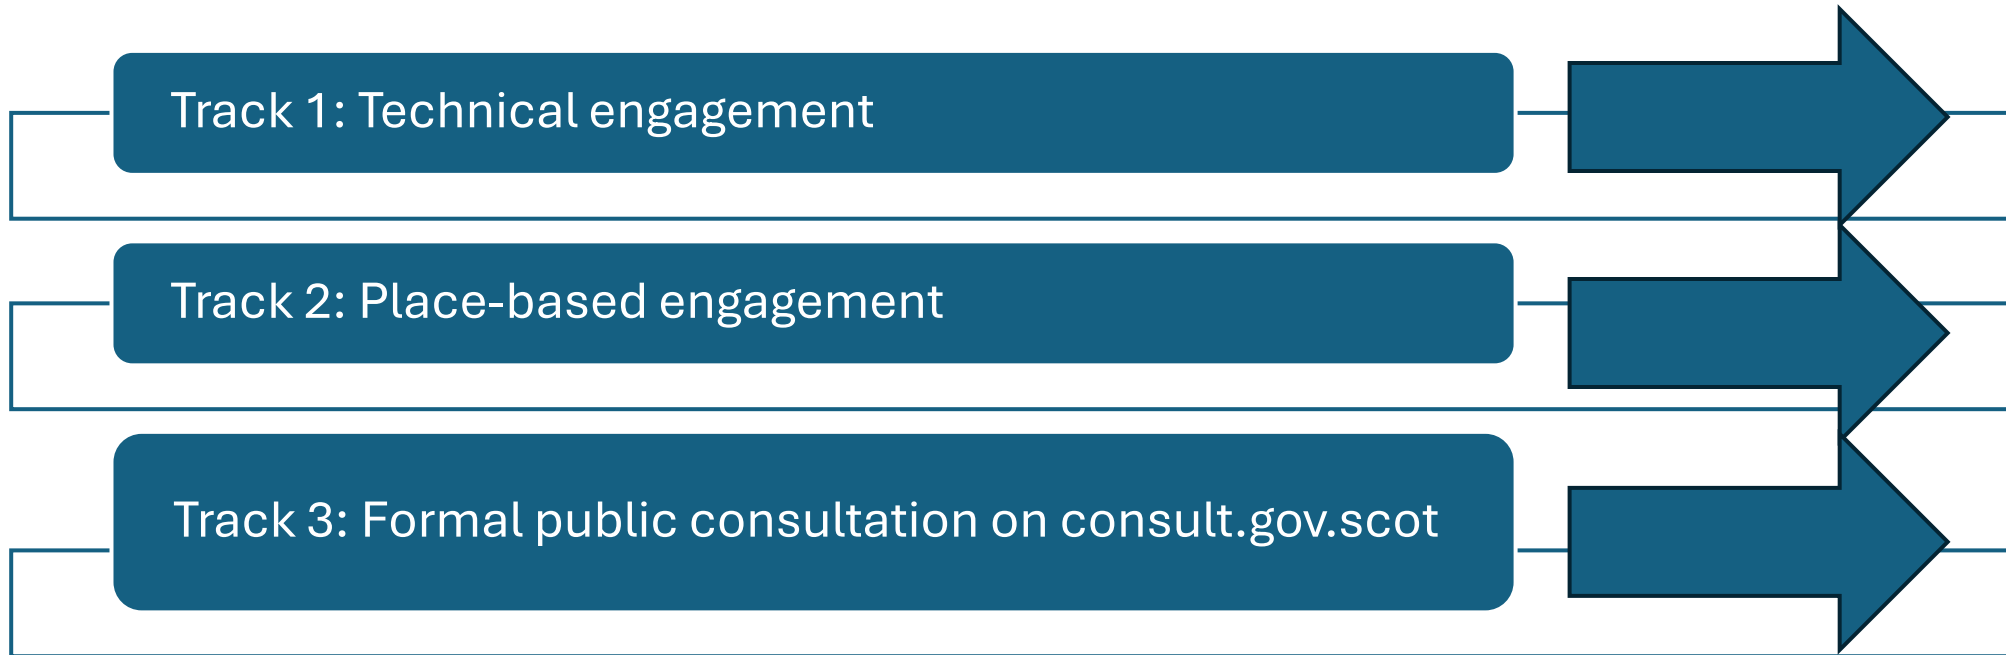 Track 1: Technical engagement
Track 2: Place-based engagement
Track 3: Formal public consultation on consult.gov.scot